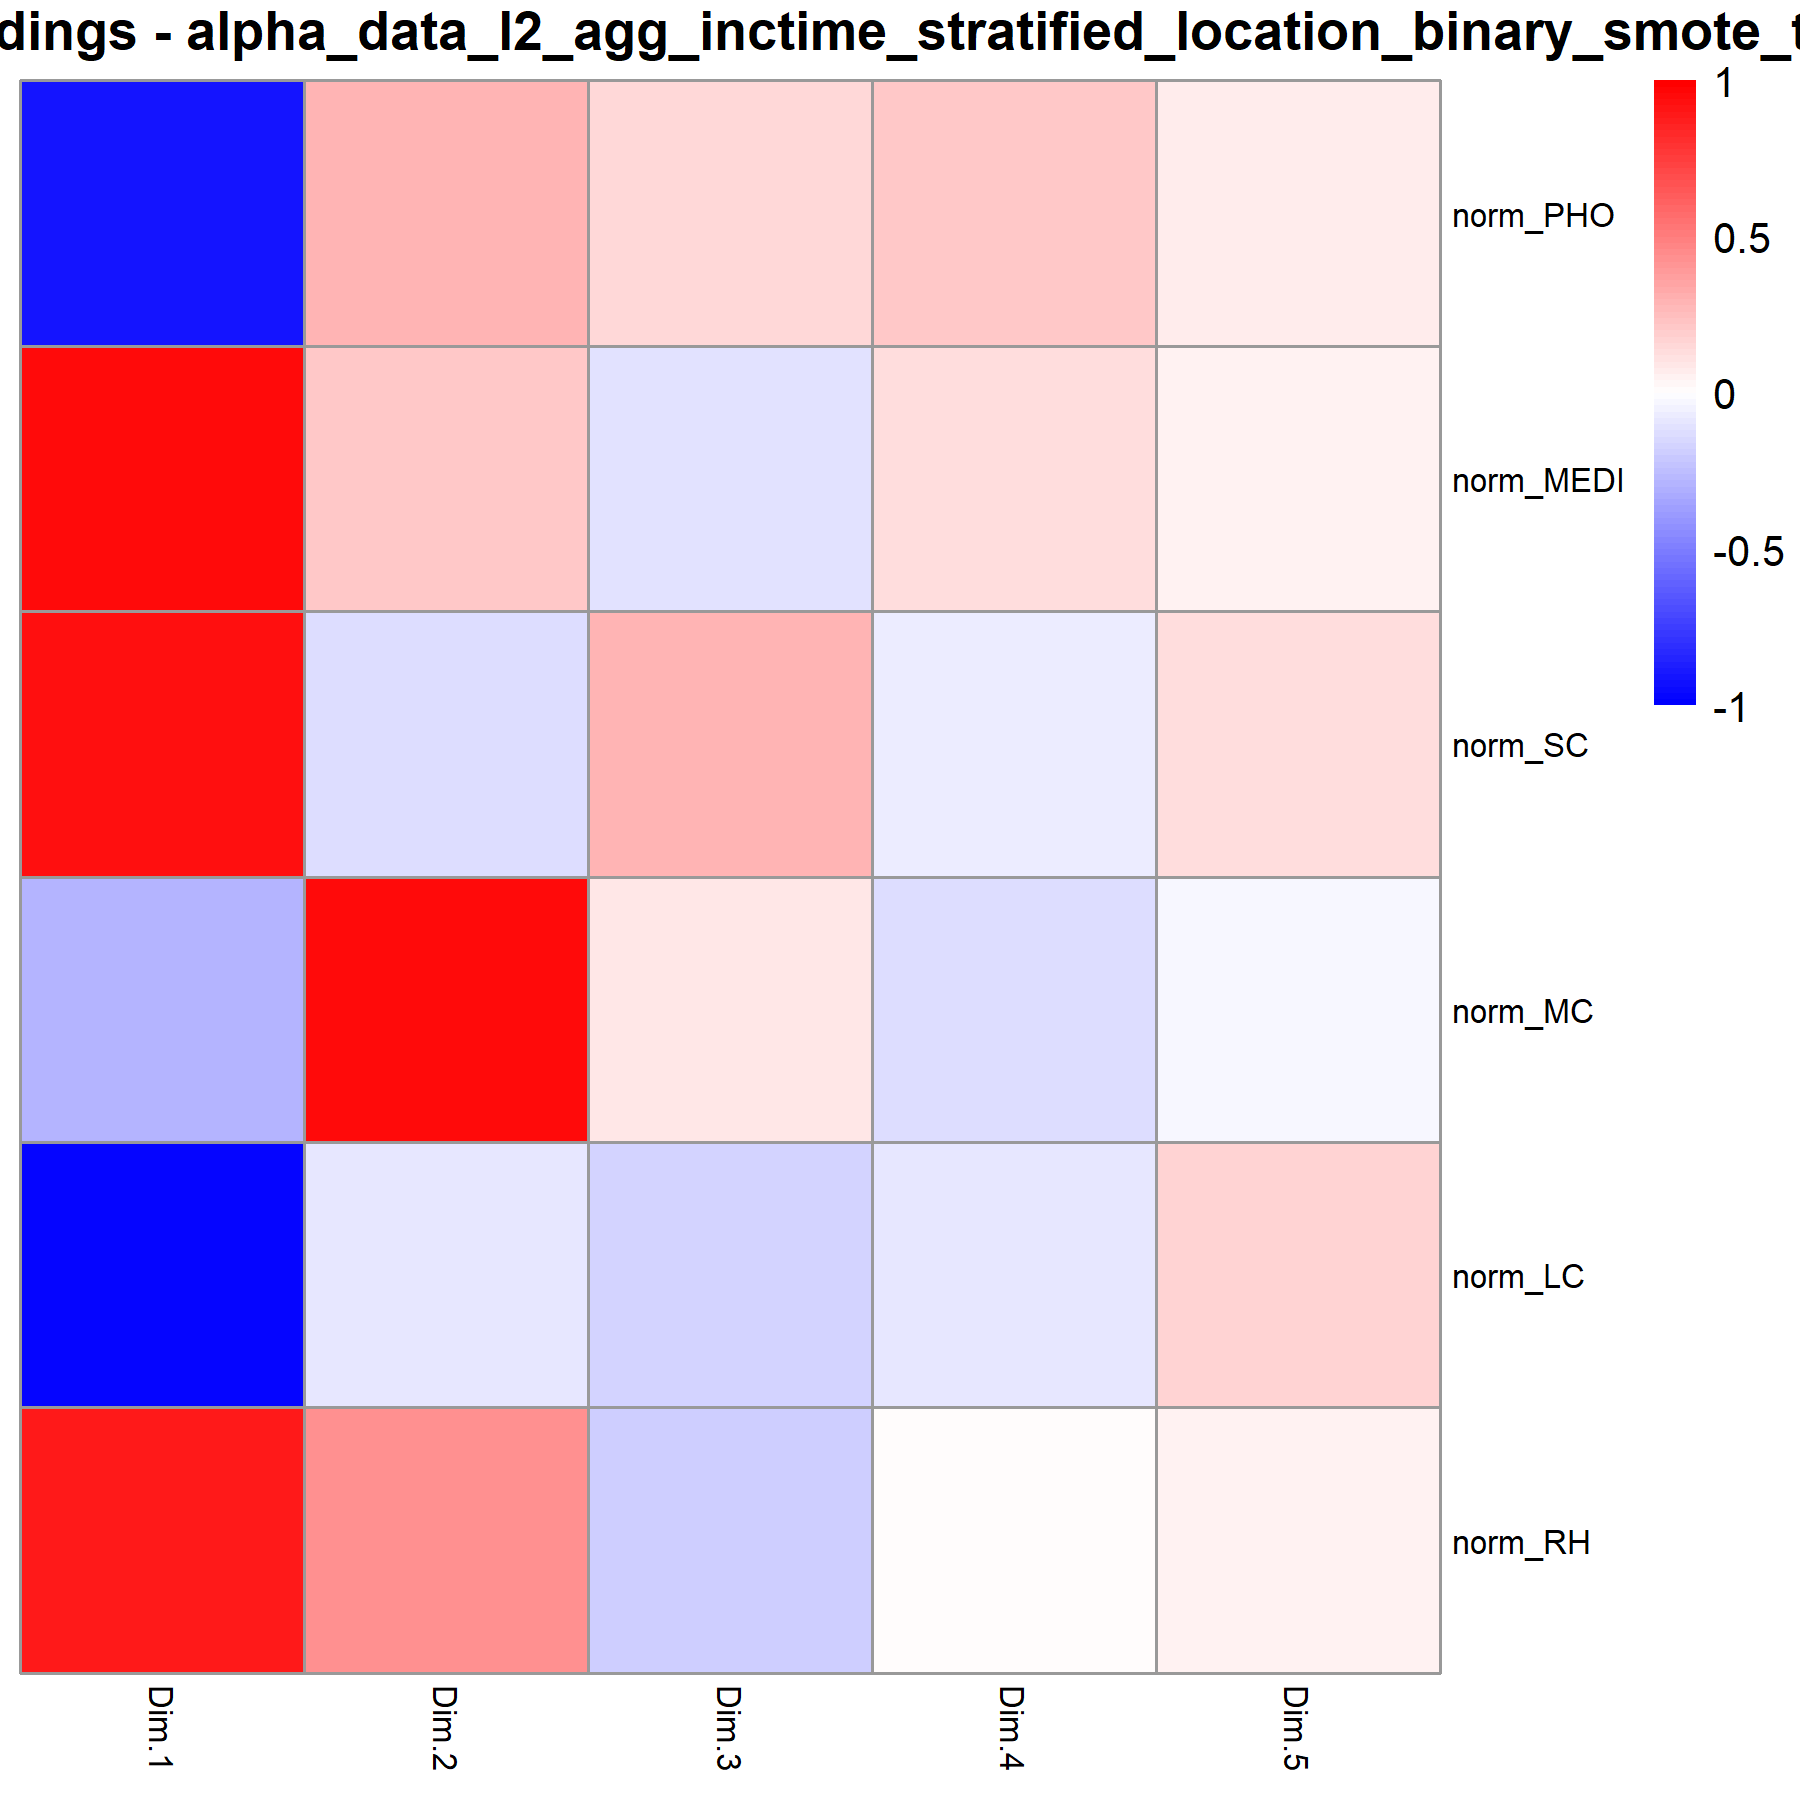 dings - alpha_data_l2_agg_inctime_stratified_location_binary_smote_t
1
0.5
0
-0.5
-1
norm_PHO
norm_MEDI
norm_SC
norm_MC
norm_LC
norm_RH
Dim.1
Dim.2
Dim.3
Dim.4
Dim.5